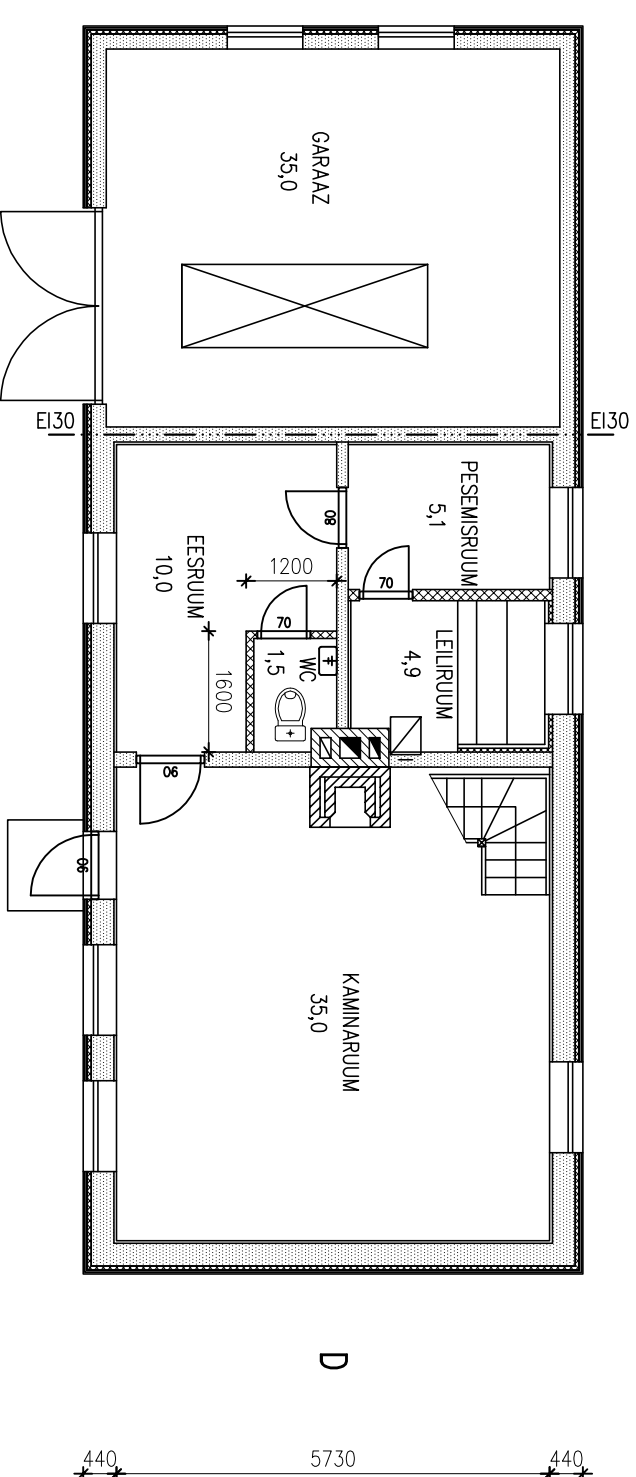 GARAAZ
35,0
EI30
EI30
PESEMISRUUM
5,1
80
1200
70
EESRUUM
10,0
70
LEILIRUUM
4,9
WC
1,5
1600
90
90
KAMINARUUM
35,0
D
440
5730
440